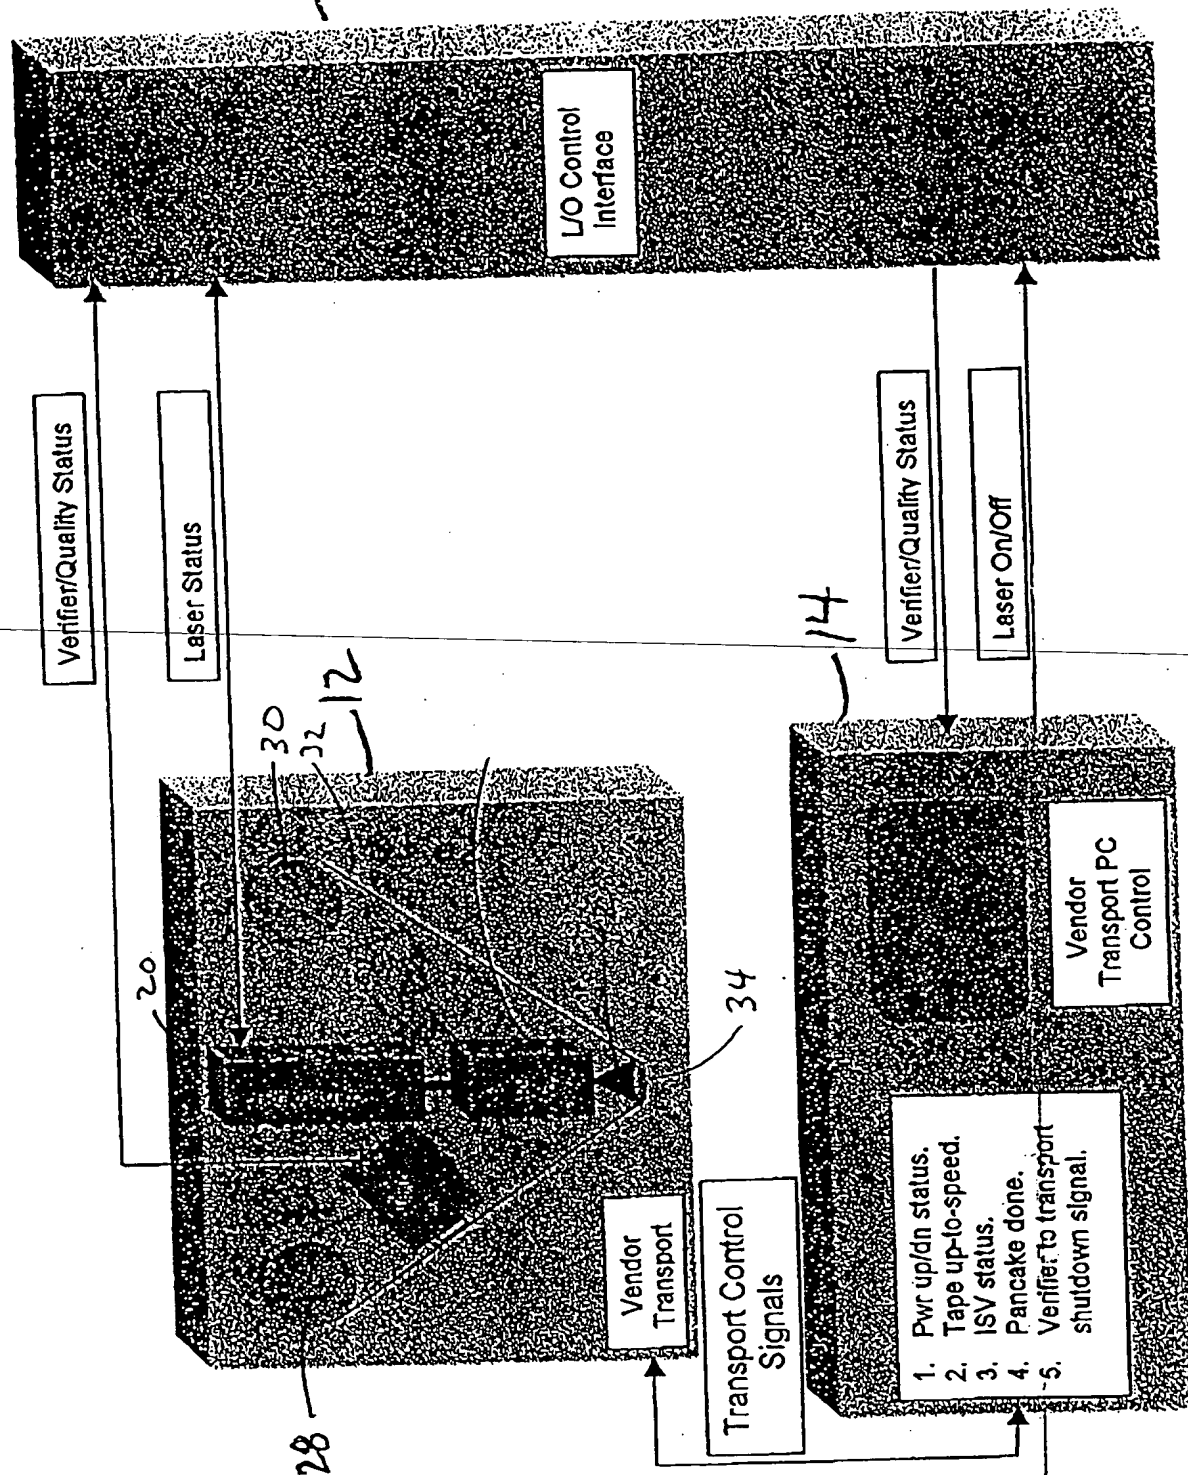 L/O Control
Interface
Verifier/Quality Status
Laser Status
Verifier/Quality Status
Laser On/Off
20
30
32
12
14
34
28
Vendor
Transport
Transport Control
Signals
Vendor
Transport PC
Control
1. Pwr up/dn status.
2. Tape up-to-speed.
3. ISV status.
4. Pancake done.
5. Verifier to transport
shutdown signal.